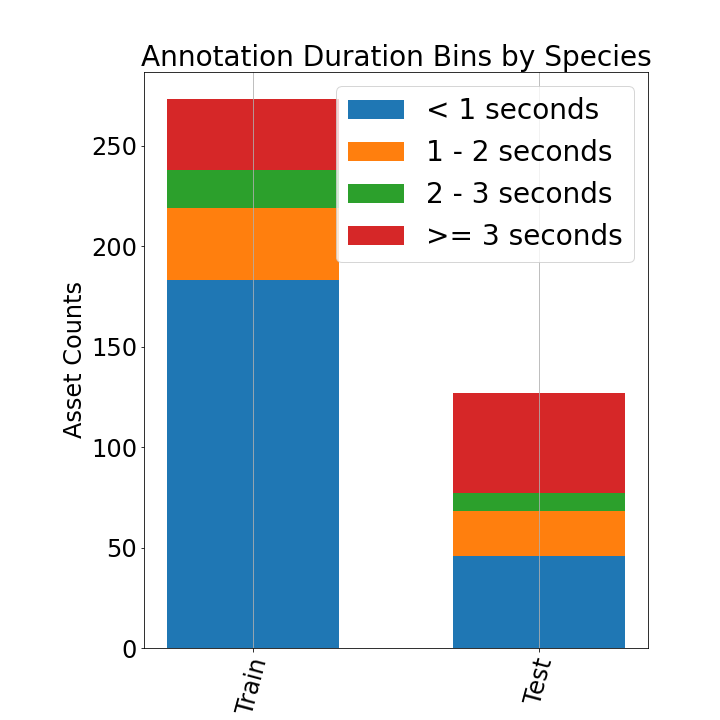 Annotation Duration Bins by Species
< 1 seconds
1 - 2 seconds
2 - 3 seconds
>= 3 seconds
Asset Counts
250
200
150
100
50
0
Train
Test